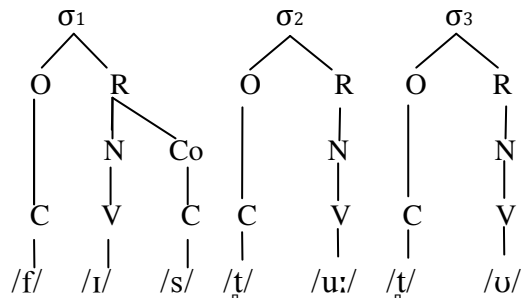 σ1 σ2 σ3
O R O R O R
N Co N N
C V C C V C V
/f/ /ɪ/ /s/ /t̪/ /uː/ /t̪/ /ʊ/